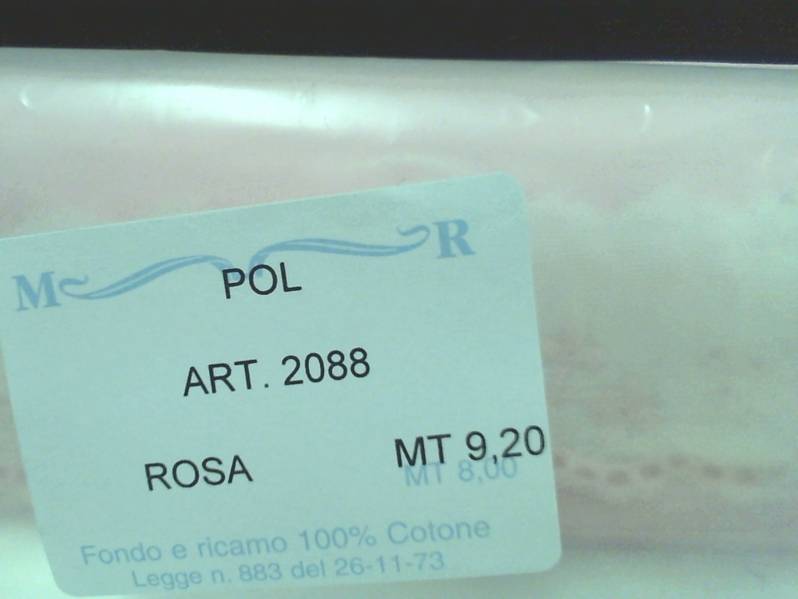 M R
POL
ART. 2088
ROSA MT 9,20
MT 8,00
Fondo e ricamo 100% Cotone
Legge n. 883 del 26-11-73